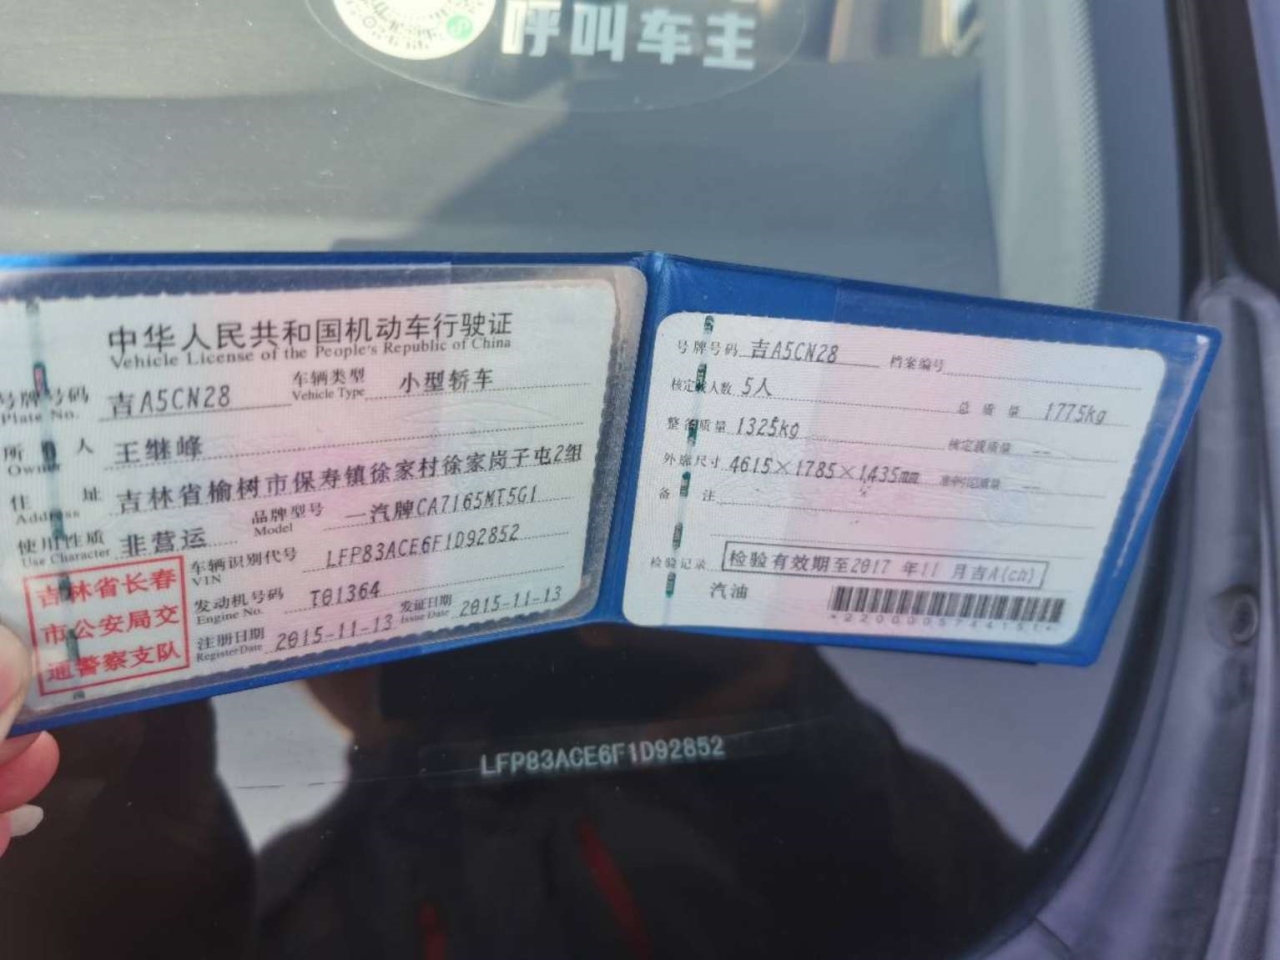 呼叫车主
中华人民共和国机动车行驶证
Vehicle License of the People's Republic of China
号牌号码 吉A5CN28 车辆类型 小型轿车
Plate No. Vehicle Type
所有人 王继峰
Owner
住址 吉林省榆树市保寿镇徐家村徐家岗子屯2组
Address
使用性质 非营运 品牌型号 一汽牌CA7165MT5G1
Use Character Model
车辆识别代号 LFP83ACE6F1D92852
VIN
发动机号码 T01364 发证日期 2015-11-13
Engine No. Issue Date
注册日期 2015-11-13
Register Date
吉林省长春
市公安局交
通警察支队
号牌号码 吉A5CN28 档案编号
核定载人数 5人 总质量 1775kg
整备质量 1325kg 核定载质量 --
外廓尺寸 4615×1785×1435mm 准牵引总质量 --
备注
检验记录 检验有效期至2017 年11 月吉A(ch)
汽油
LFP83ACE6F1D92852